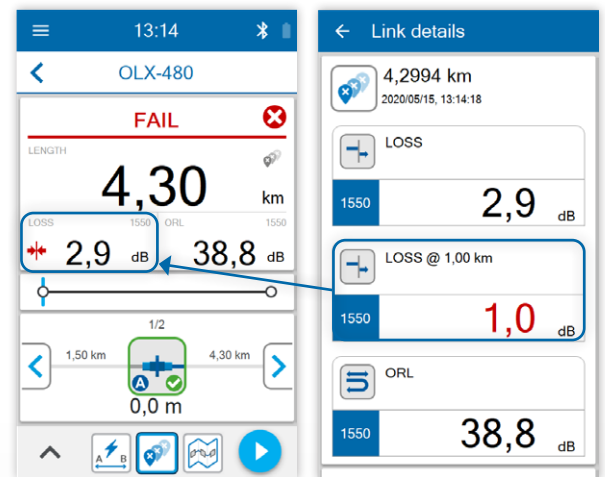 13:14
OLX-480
FAIL
LENGTH
4,30 km
LOSS 1550 ORL 1550
2,9 dB 38,8 dB
1/2
1,50 km 4,30 km
A
0,0 m
A B
Link details
4,2994 km
2020/05/15, 13:14:18
LOSS
1550 2,9 dB
LOSS @ 1,00 km
1550 1,0 dB
ORL
1550 38,8 dB